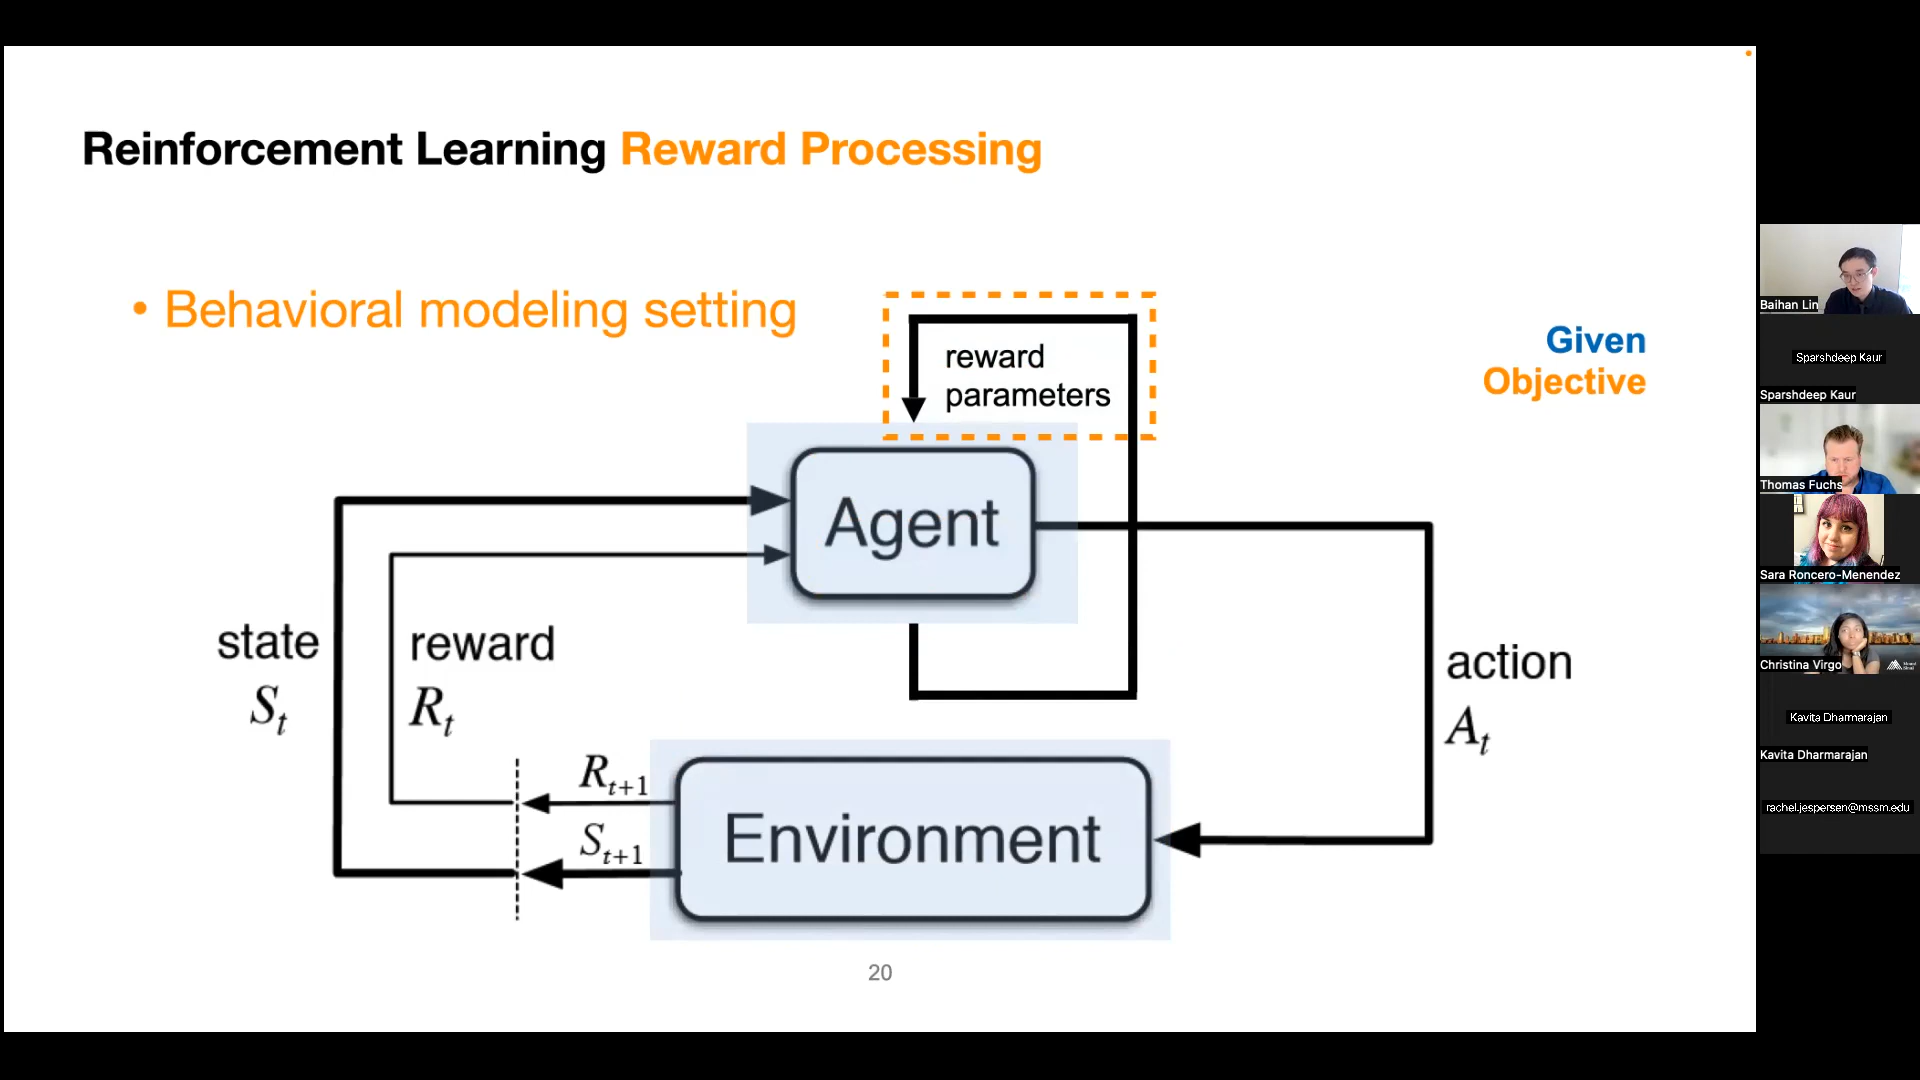 Reinforcement Learning Reward Processing
• Behavioral modeling setting
reward
parameters
Given
Objective
Agent
state
S_t
reward
R_t
action
A_t
R_{t+1}
S_{t+1}
Environment
20
Baihan Lin
Sparshdeep Kaur
Sparshdeep Kaur
Thomas Fuchs
Sara Roncero-Menendez
Christina Virgo
Kavita Dharmarajan
Kavita Dharmarajan
rachel.jespersen@mssm.edu